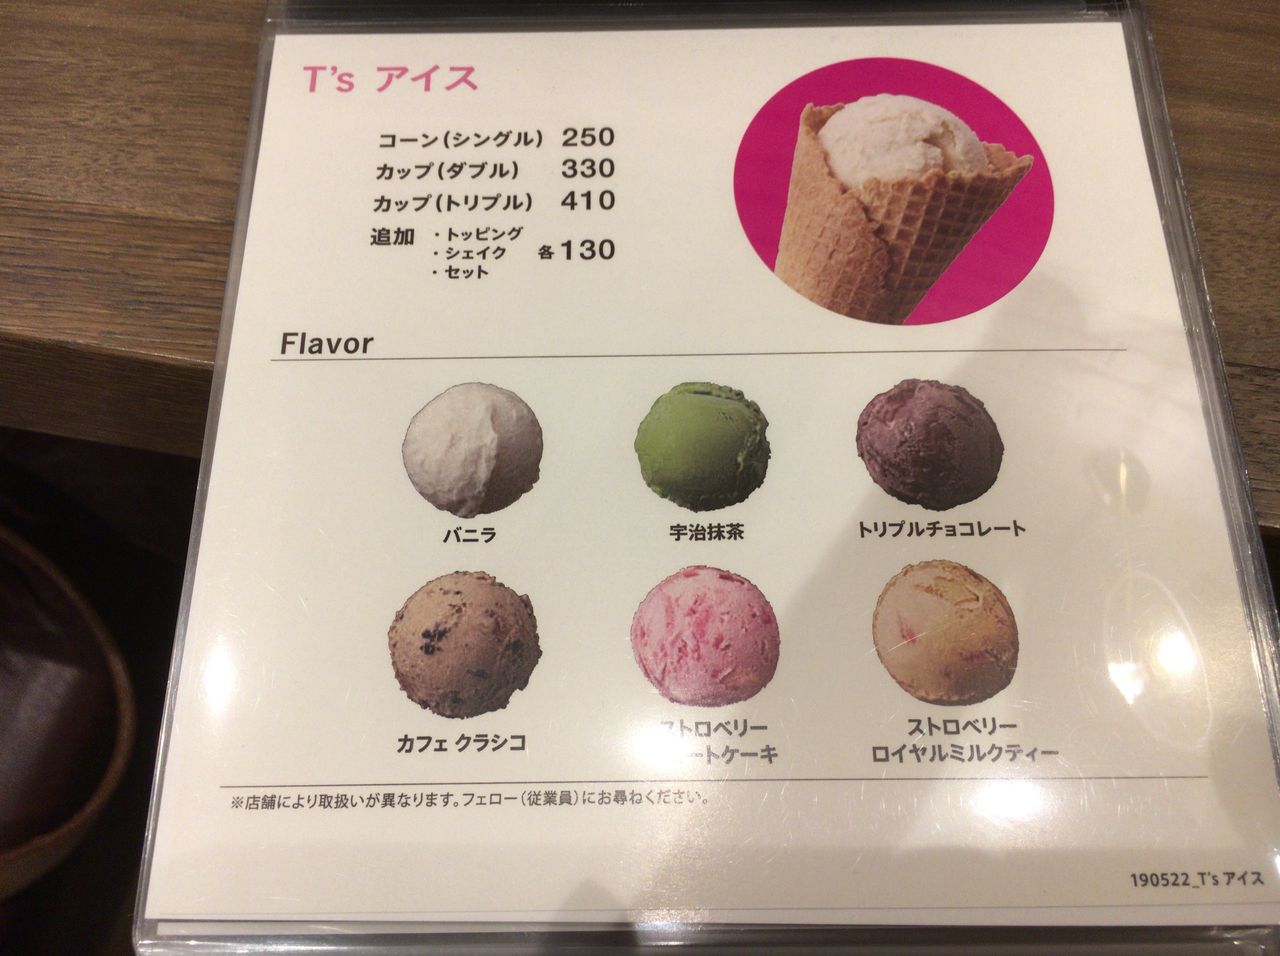 T's アイス
コーン(シングル) 250
カップ(ダブル) 330
カップ(トリプル) 410
追加 ・トッピング
・シェイク 各130
・セット
Flavor
バニラ
宇治抹茶
トリプルチョコレート
カフェ クラシコ
ストロベリー
ートケーキ
ストロベリー
ロイヤルミルクティー
※店舗により取扱いが異なります。フェロー(従業員)にお尋ねください。
190522_T'sアイス